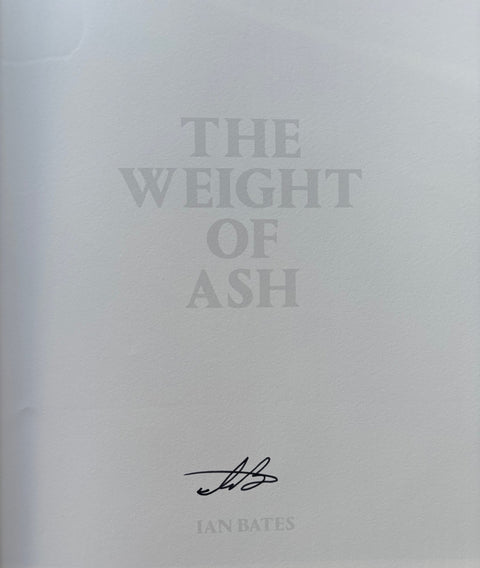 THE
WEIGHT
OF
ASH
IAN BATES